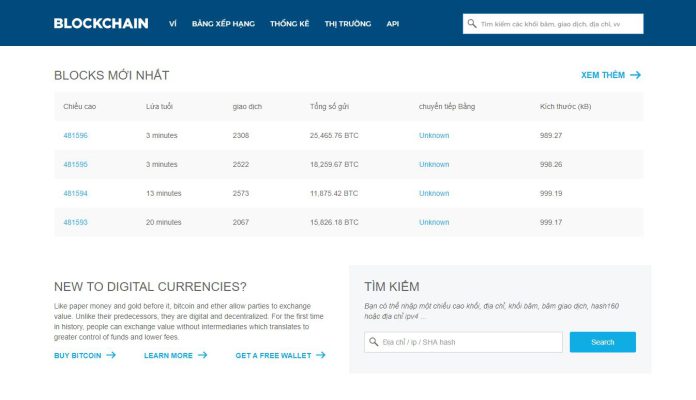 BLOCKCHAIN VÍ BẢNG XẾP HẠNG THỐNG KÊ THỊ TRƯỜNG API Tìm kiếm các khối băm, giao dịch, địa chỉ, vv
BLOCKS MỚI NHẤT XEM THÊM →
Chiều cao Lứa tuổi giao dịch Tổng số gửi chuyển tiếp Bằng Kích thước (kB)
481596 3 minutes 2308 25,465.76 BTC Unknown 989.27
481595 3 minutes 2522 18,259.67 BTC Unknown 998.26
481594 13 minutes 2573 11,875.42 BTC Unknown 999.19
481593 20 minutes 2067 15,826.18 BTC Unknown 999.17
NEW TO DIGITAL CURRENCIES?
Like paper money and gold before it, bitcoin and ether allow parties to exchange
value. Unlike their predecessors, they are digital and decentralized. For the first time
in history, people can exchange value without intermediaries which translates to
greater control of funds and lower fees.
BUY BITCOIN → LEARN MORE → GET A FREE WALLET →
TÌM KIẾM
Bạn có thể nhập một chiều cao khối, địa chỉ, khối băm, băm giao dịch, hash160
hoặc địa chỉ ipv4 ...
Địa chỉ / ip / SHA hash Search